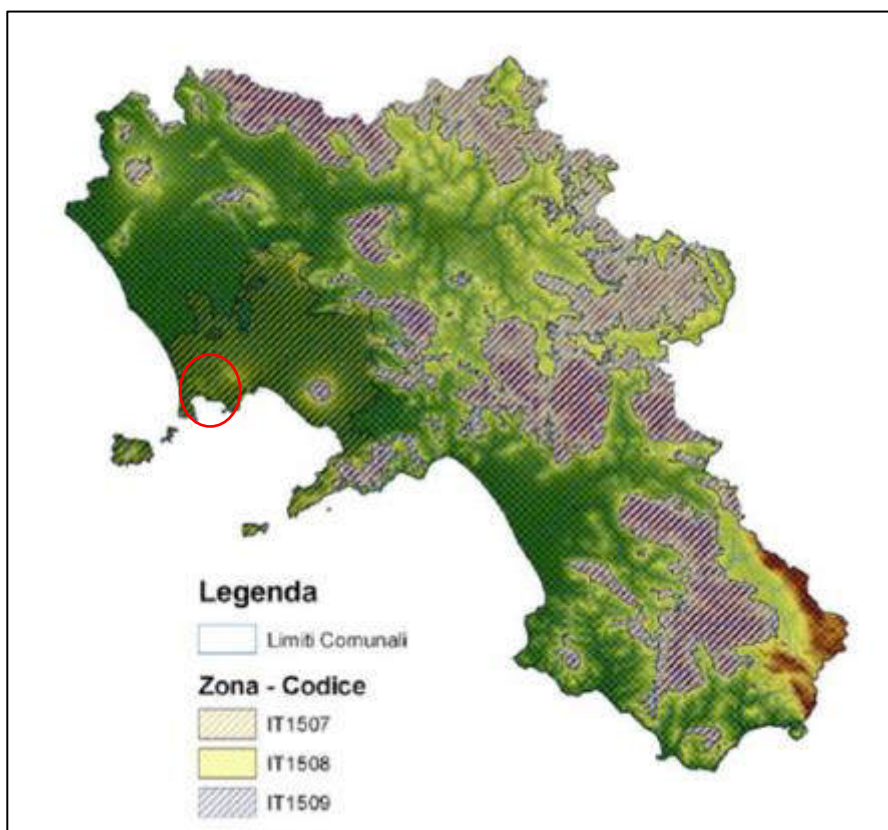 Legenda
Limiti Comunali
Zona - Codice
IT1507
IT1508
IT1509